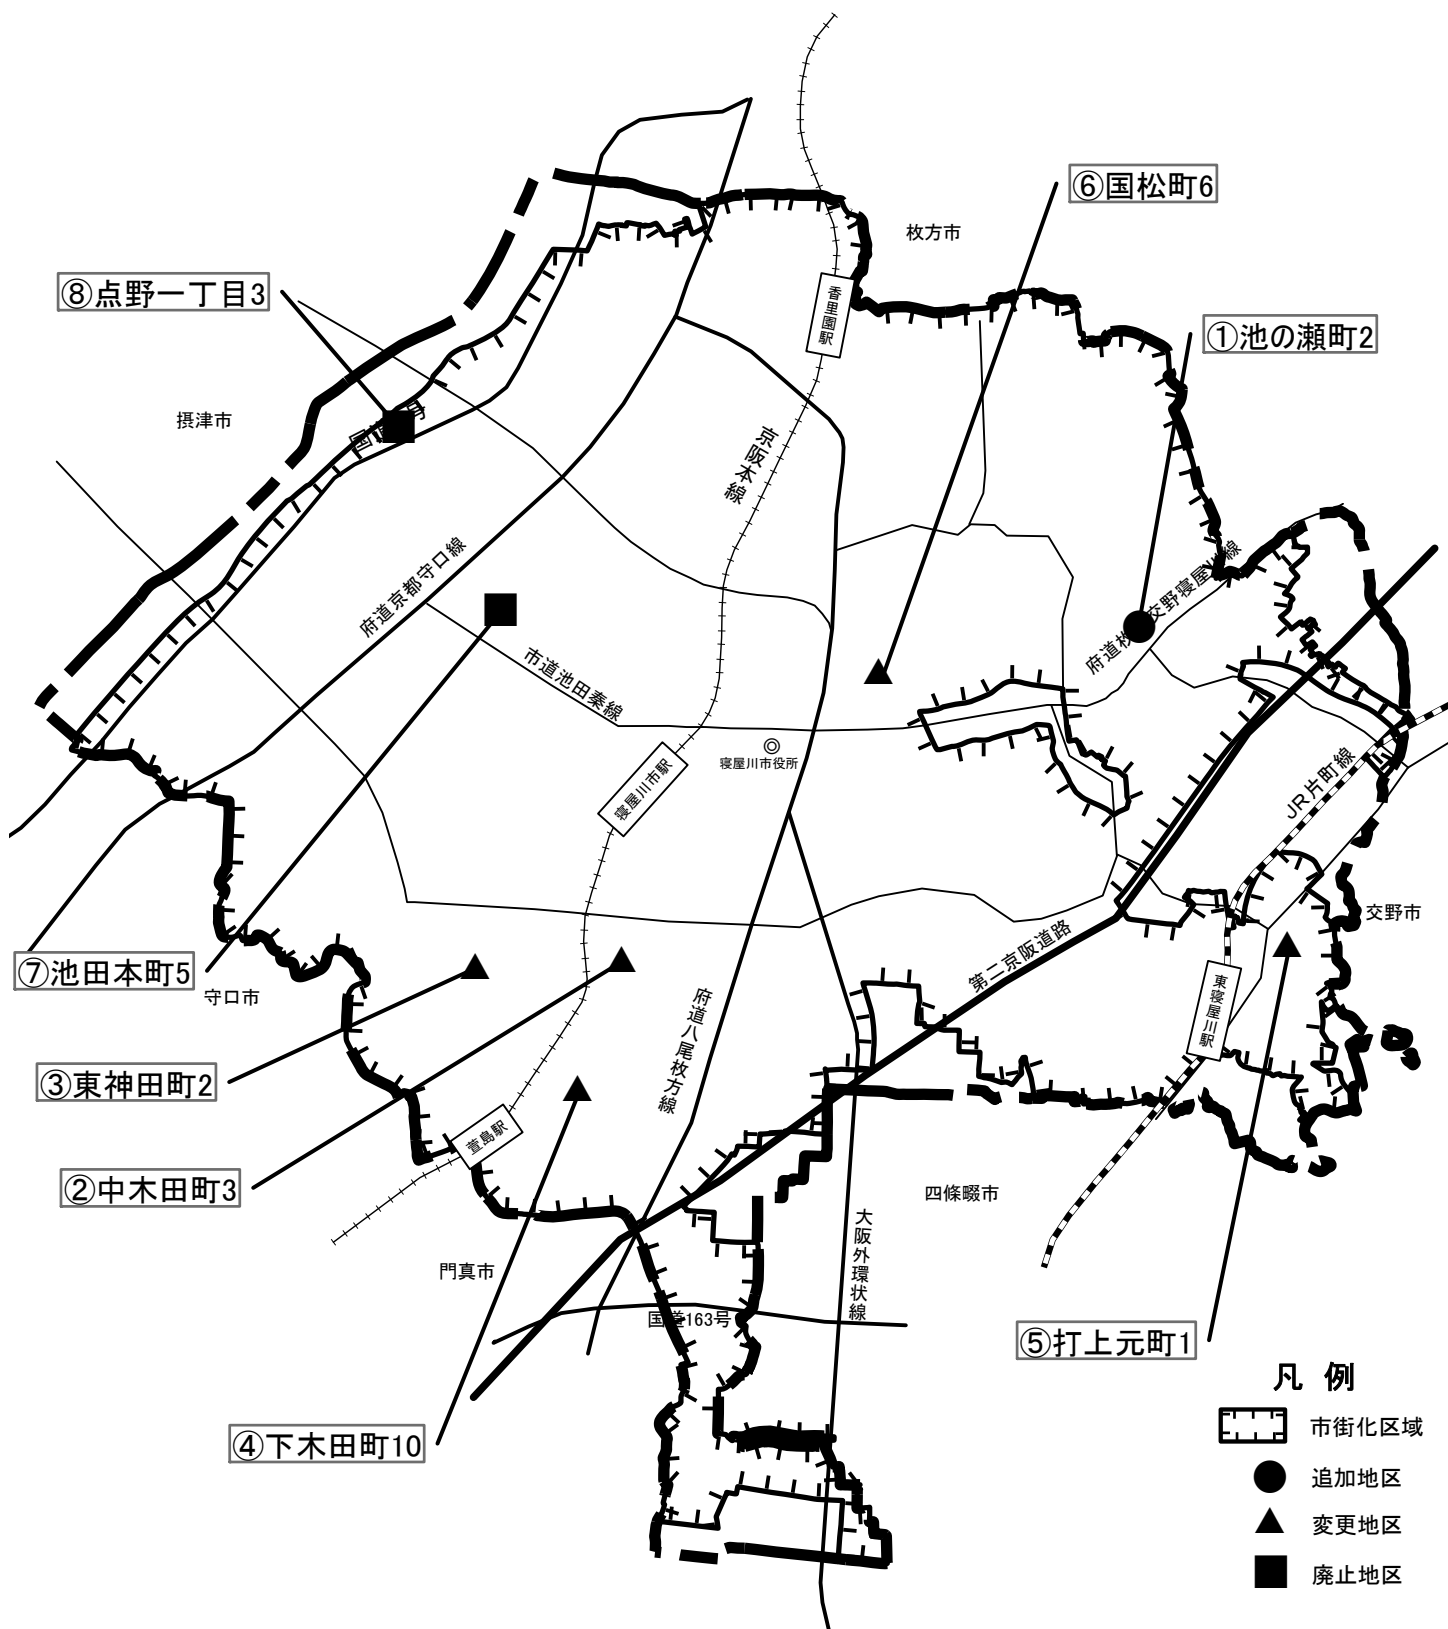 ⑥国松町6
枚方市
⑧点野一丁目3
香里園駅
①池の瀬町2
摂津市
京阪本線
府道京都守口線
交野寝屋川線
府道枚
市道池田秦線
寝屋川市役所
寝屋川市駅
JR片町線
交野市
第二京阪道路
⑦池田本町5
守口市
東寝屋川駅
府道八尾枚方線
③東神田町2
萱島駅
②中木田町3
四條畷市
大阪外環状線
門真市
国道163号
⑤打上元町1
④下木田町10
凡 例
市街化区域
追加地区
変更地区
廃止地区